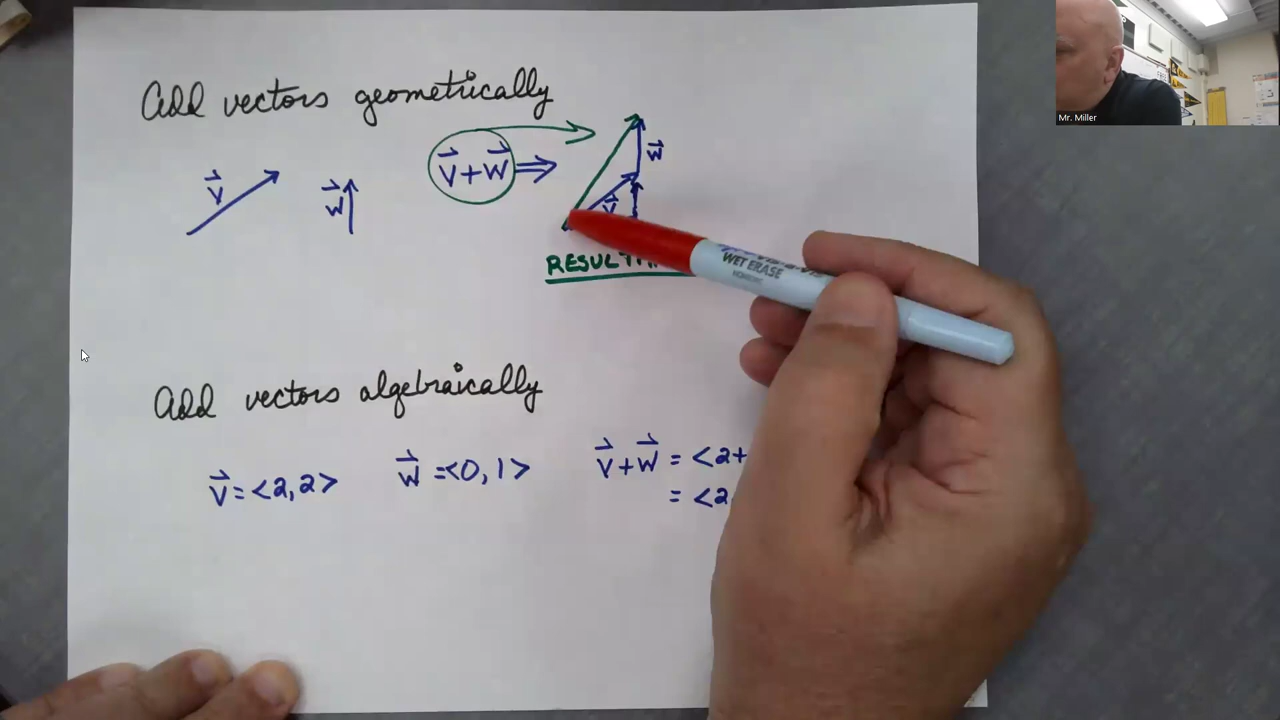 Add vectors geometrically
V
W
V+W
W
V
RESULT
WET ERASE
Add vectors algebraically
V = <2,2>
W = <0,1>
V+W = <2+
= <2,
Mr. Miller